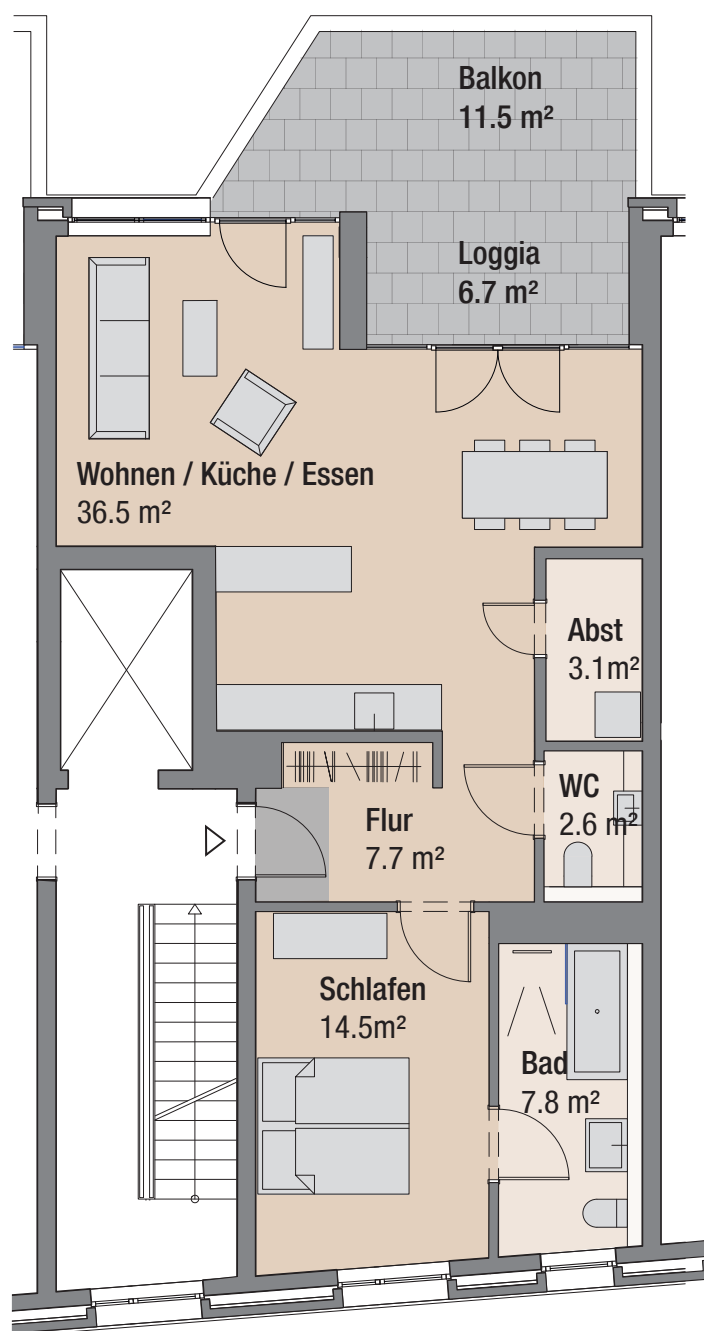 Balkon
11.5 m²
Loggia
6.7 m²
Wohnen / Küche / Essen
36.5 m²
Abst
3.1m²
WC
2.6 m²
Flur
7.7 m²
Schlafen
14.5m²
Bad
7.8 m²